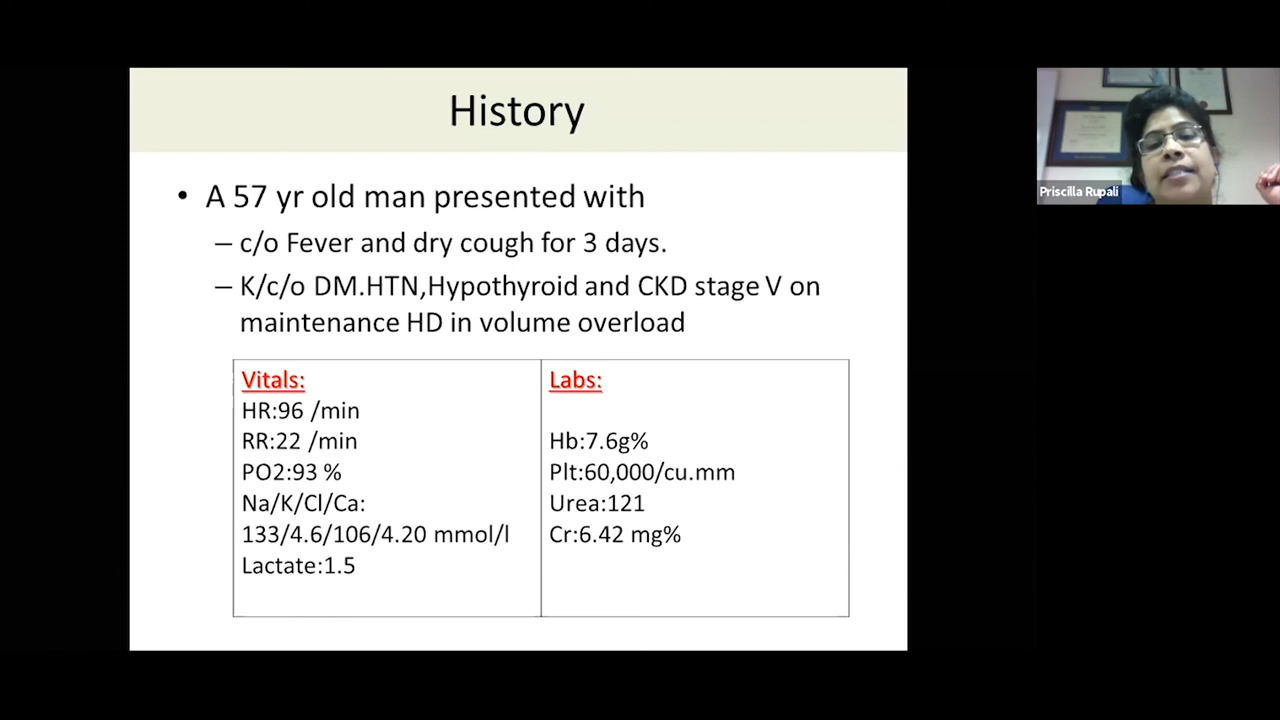 History
• A 57 yr old man presented with
– c/o Fever and dry cough for 3 days.
– K/c/o DM.HTN,Hypothyroid and CKD stage V on
maintenance HD in volume overload
Vitals:
HR:96 /min
RR:22 /min
PO2:93 %
Na/K/Cl/Ca:
133/4.6/106/4.20 mmol/l
Lactate:1.5
Labs:
Hb:7.6g%
Plt:60,000/cu.mm
Urea:121
Cr:6.42 mg%
Priscilla Rupali